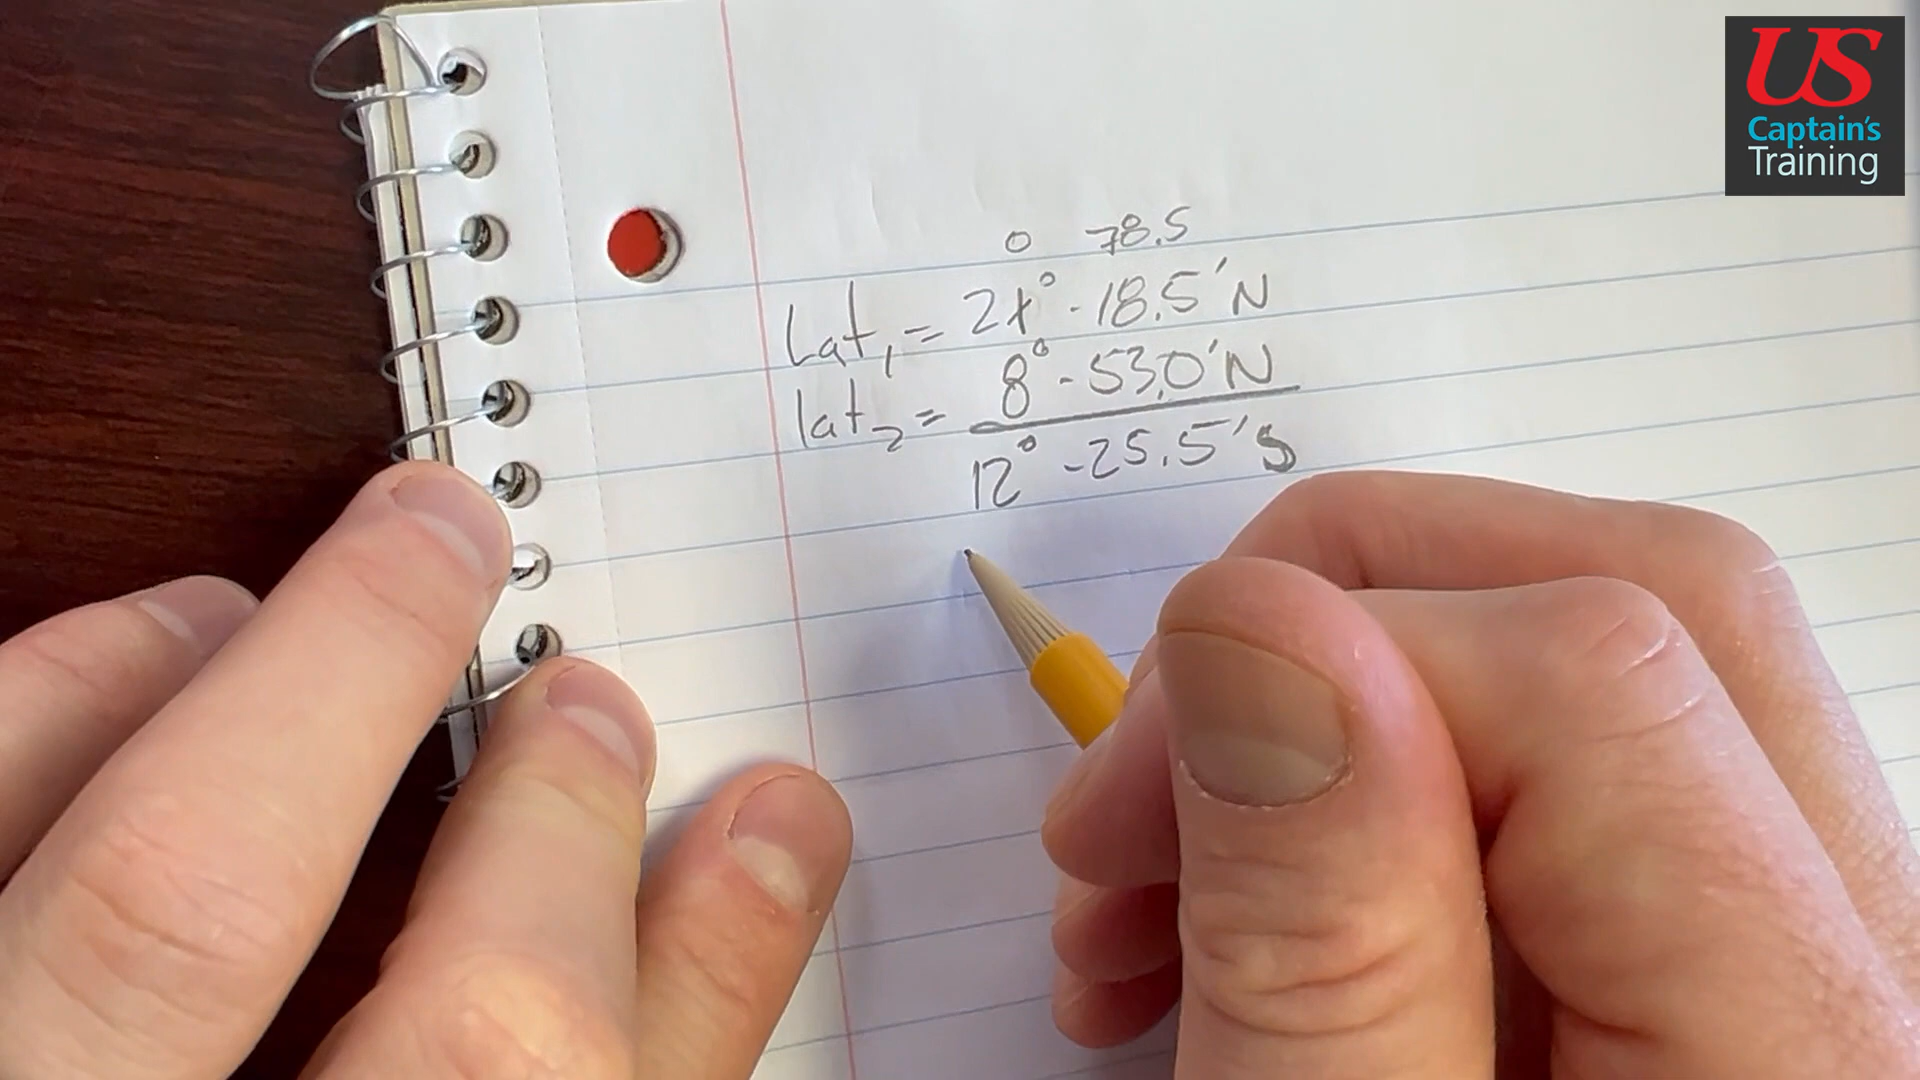 US
Captain's
Training
0 78.5
Lat₁ = 21° - 18.5' N
lat₂ = 8° - 53.0' N
12° - 25.5' S